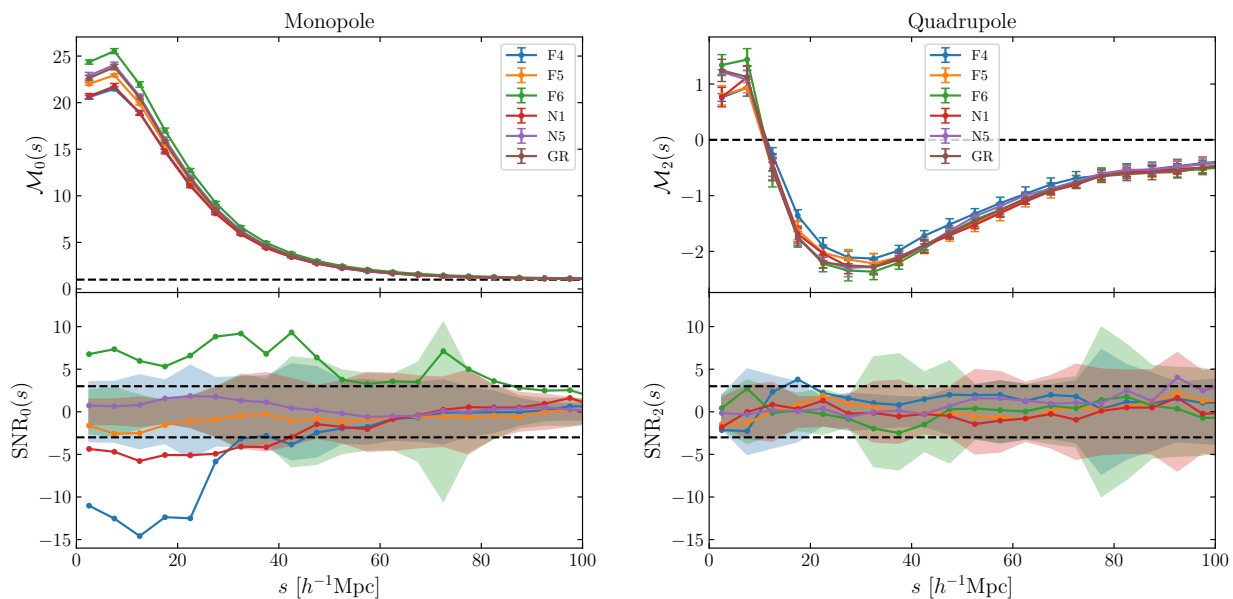 Monopole
25
20
15
10
5
0
M₀(s)
F4
F5
F6
N1
N5
GR
10
5
0
−5
−10
−15
SNR₀(s)
0 20 40 60 80 100
s [h⁻¹Mpc]
Quadrupole
1
0
−1
−2
M₂(s)
F4
F5
F6
N1
N5
GR
10
5
0
−5
−10
−15
SNR₂(s)
0 20 40 60 80 100
s [h⁻¹Mpc]